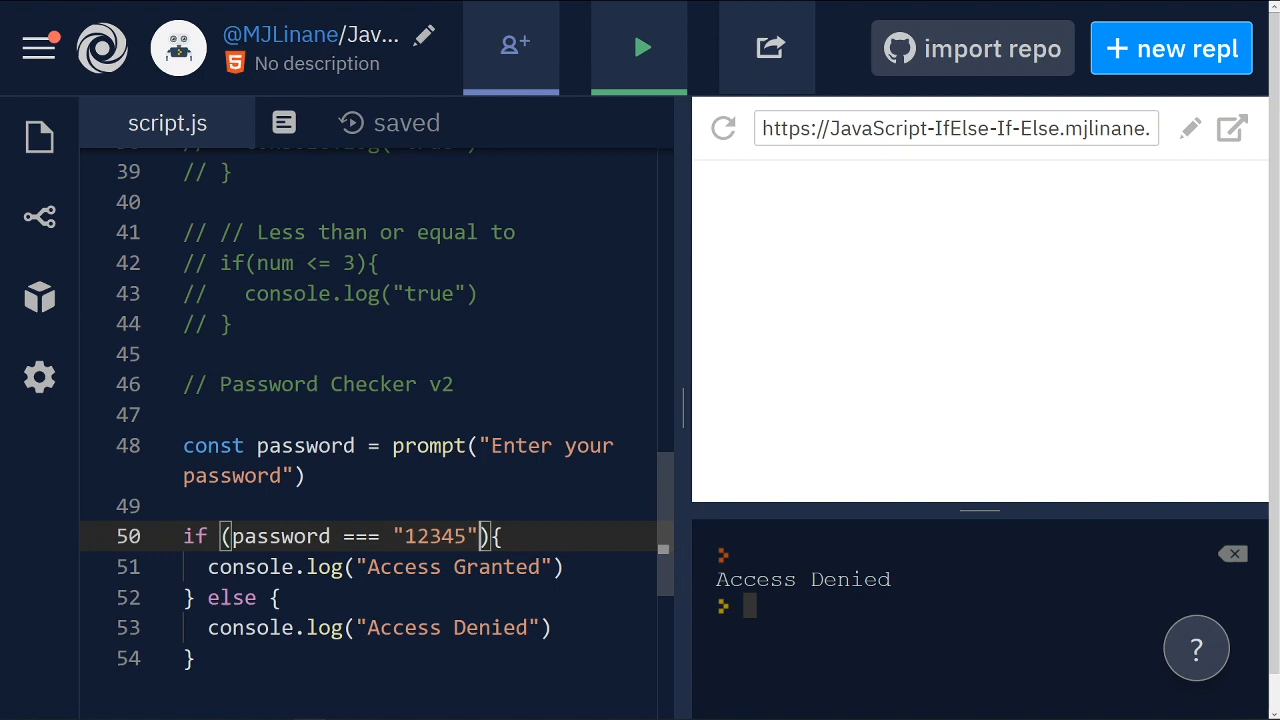 @MJLinane/Jav...
No description
import repo
+ new repl
script.js
saved
https://JavaScript-IfElse-If-Else.mjlinane.
39 // }
40
41 // // Less than or equal to
42 // if(num <= 3){
43 //   console.log("true")
44 // }
45
46 // Password Checker v2
47
48 const password = prompt("Enter your
password")
49
50 if (password === "12345"){
51   console.log("Access Granted")
52 } else {
53   console.log("Access Denied")
54 }
Access Denied
?